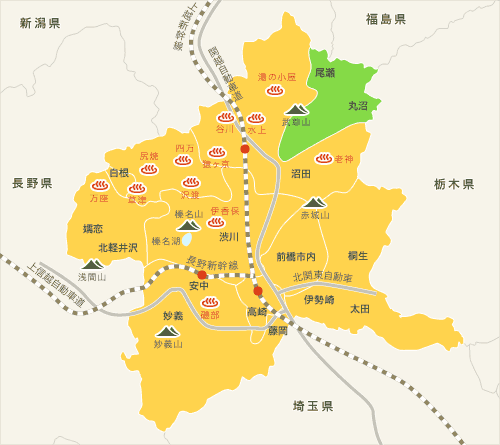 新潟県
福島県
上越新幹線
関越自動車道
湯の小屋
尾瀬
丸沼
武尊山
谷川
水上
四万
尻焼
猿ヶ京
老神
白根
沼田
長野県
栃木県
万座
草津
沢渡
伊香保
榛名山
赤城山
嬬恋
渋川
榛名湖
北軽井沢
前橋市内
桐生
長野新幹線
浅間山
上信越自動車道
北関東自動車
安中
伊勢崎
磯部
高崎
太田
妙義
藤岡
妙義山
埼玉県